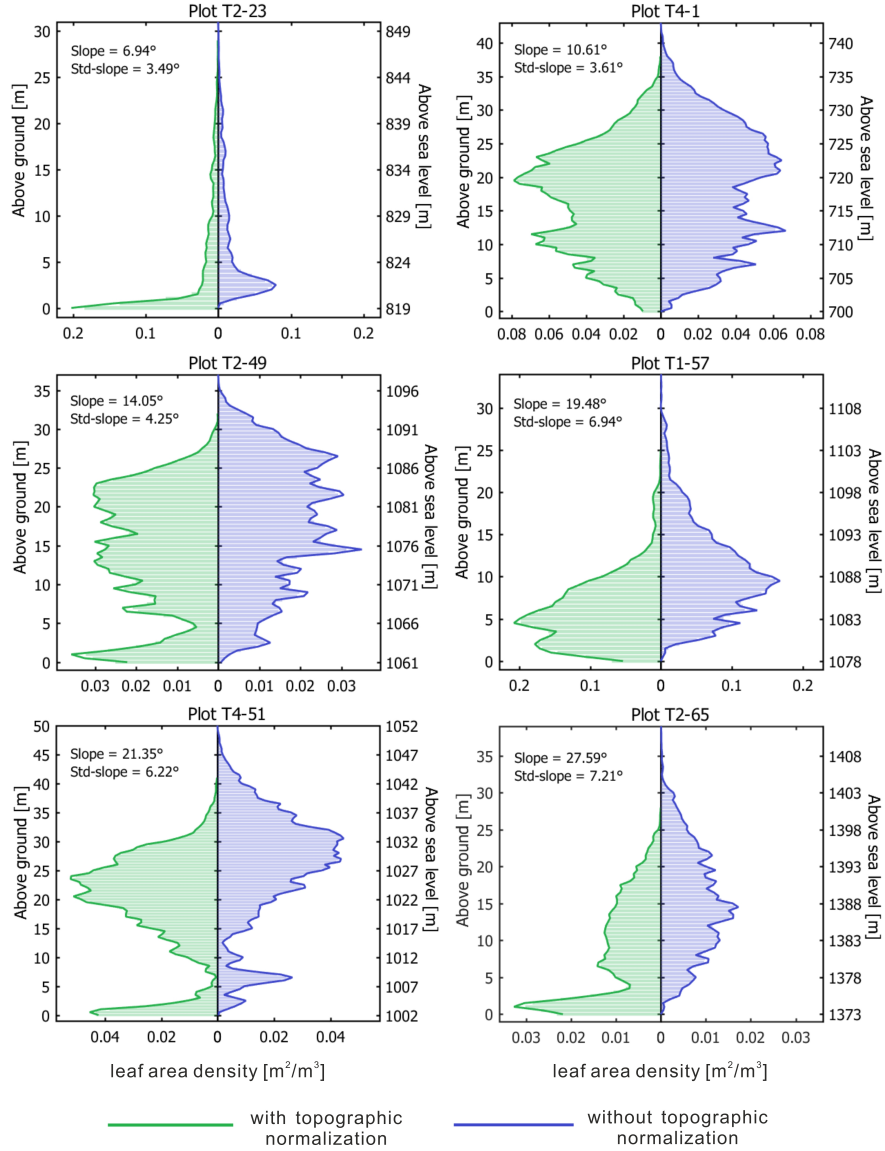 Plot T2-23
Slope = 6.94°
Std-slope = 3.49°
Above ground [m]
30
25
20
15
10
5
0
849
844
839
834
829
824
819
Above sea level [m]
0.2 0.1 0 0.1 0.2
Plot T4-1
Slope = 10.61°
Std-slope = 3.61°
Above ground [m]
40
35
30
25
20
15
10
5
0
740
735
730
725
720
715
710
705
700
Above sea level [m]
0.08 0.06 0.04 0.02 0 0.02 0.04 0.06 0.08
Plot T2-49
Slope = 14.05°
Std-slope = 4.25°
Above ground [m]
35
30
25
20
15
10
5
0
1096
1091
1086
1081
1076
1071
1066
1061
Above sea level [m]
0.03 0.02 0.01 0 0.01 0.02 0.03
Plot T1-57
Slope = 19.48°
Std-slope = 6.94°
Above ground [m]
30
25
20
15
10
5
0
1108
1103
1098
1093
1088
1083
1078
Above sea level [m]
0.2 0.1 0 0.1 0.2
Plot T4-51
Slope = 21.35°
Std-slope = 6.22°
Above ground [m]
50
45
40
35
30
25
20
15
10
5
0
1052
1047
1042
1037
1032
1027
1022
1017
1012
1007
1002
Above sea level [m]
0.04 0.02 0 0.02 0.04
leaf area density [m²/m³]
Plot T2-65
Slope = 27.59°
Std-slope = 7.21°
Above ground [m]
35
30
25
20
15
10
5
0
1408
1403
1398
1393
1388
1383
1378
1373
Above sea level [m]
0.03 0.02 0.01 0 0.01 0.02 0.03
leaf area density [m²/m³]
with topographic
normalization
without topographic
normalization